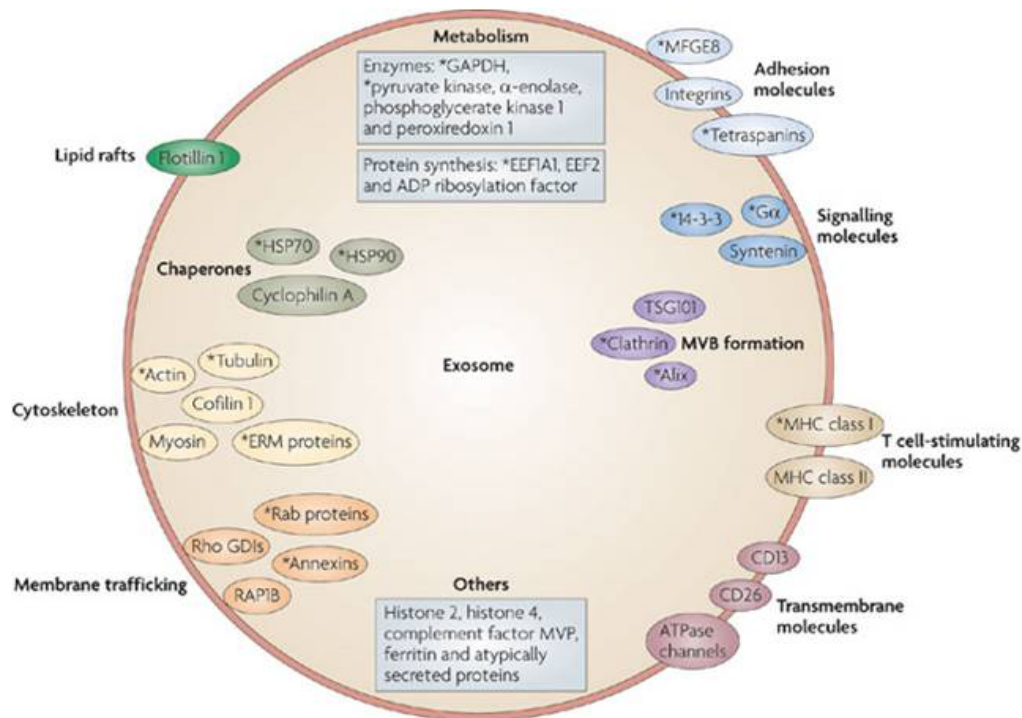 Metabolism
Enzymes: *GAPDH,
*pyruvate kinase, α-enolase,
phosphoglycerate kinase 1
and peroxiredoxin 1
Protein synthesis: *EEF1A1, EEF2
and ADP ribosylation factor
*MFGE8
Integrins
*Tetraspanins
Adhesion
molecules
Lipid rafts
Flotillin 1
*14-3-3
*Gα
Syntenin
Signalling
molecules
Chaperones
*HSP70
*HSP90
Cyclophilin A
TSG101
*Clathrin
*Alix
MVB formation
Exosome
Cytoskeleton
*Actin
*Tubulin
Cofilin 1
Myosin
*ERM proteins
*MHC class I
MHC class II
T cell-stimulating
molecules
Membrane trafficking
*Rab proteins
Rho GDIs
*Annexins
RAP1B
Others
Histone 2, histone 4,
complement factor MVP,
ferritin and atypically
secreted proteins
CD13
CD26
ATPase
channels
Transmembrane
molecules